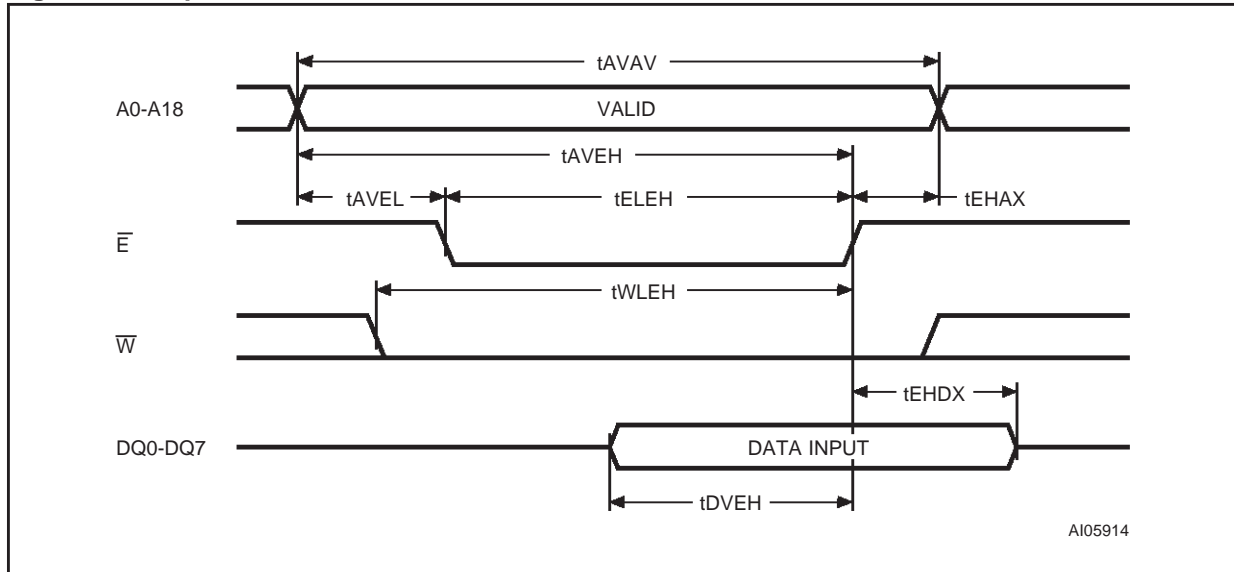 tAVAV
A0-A18
VALID
tAVEH
tAVEL
tELEH
tEHAX
E̅
tWLEH
W̅
tEHDX
DQ0-DQ7
DATA INPUT
tDVEH
AI05914